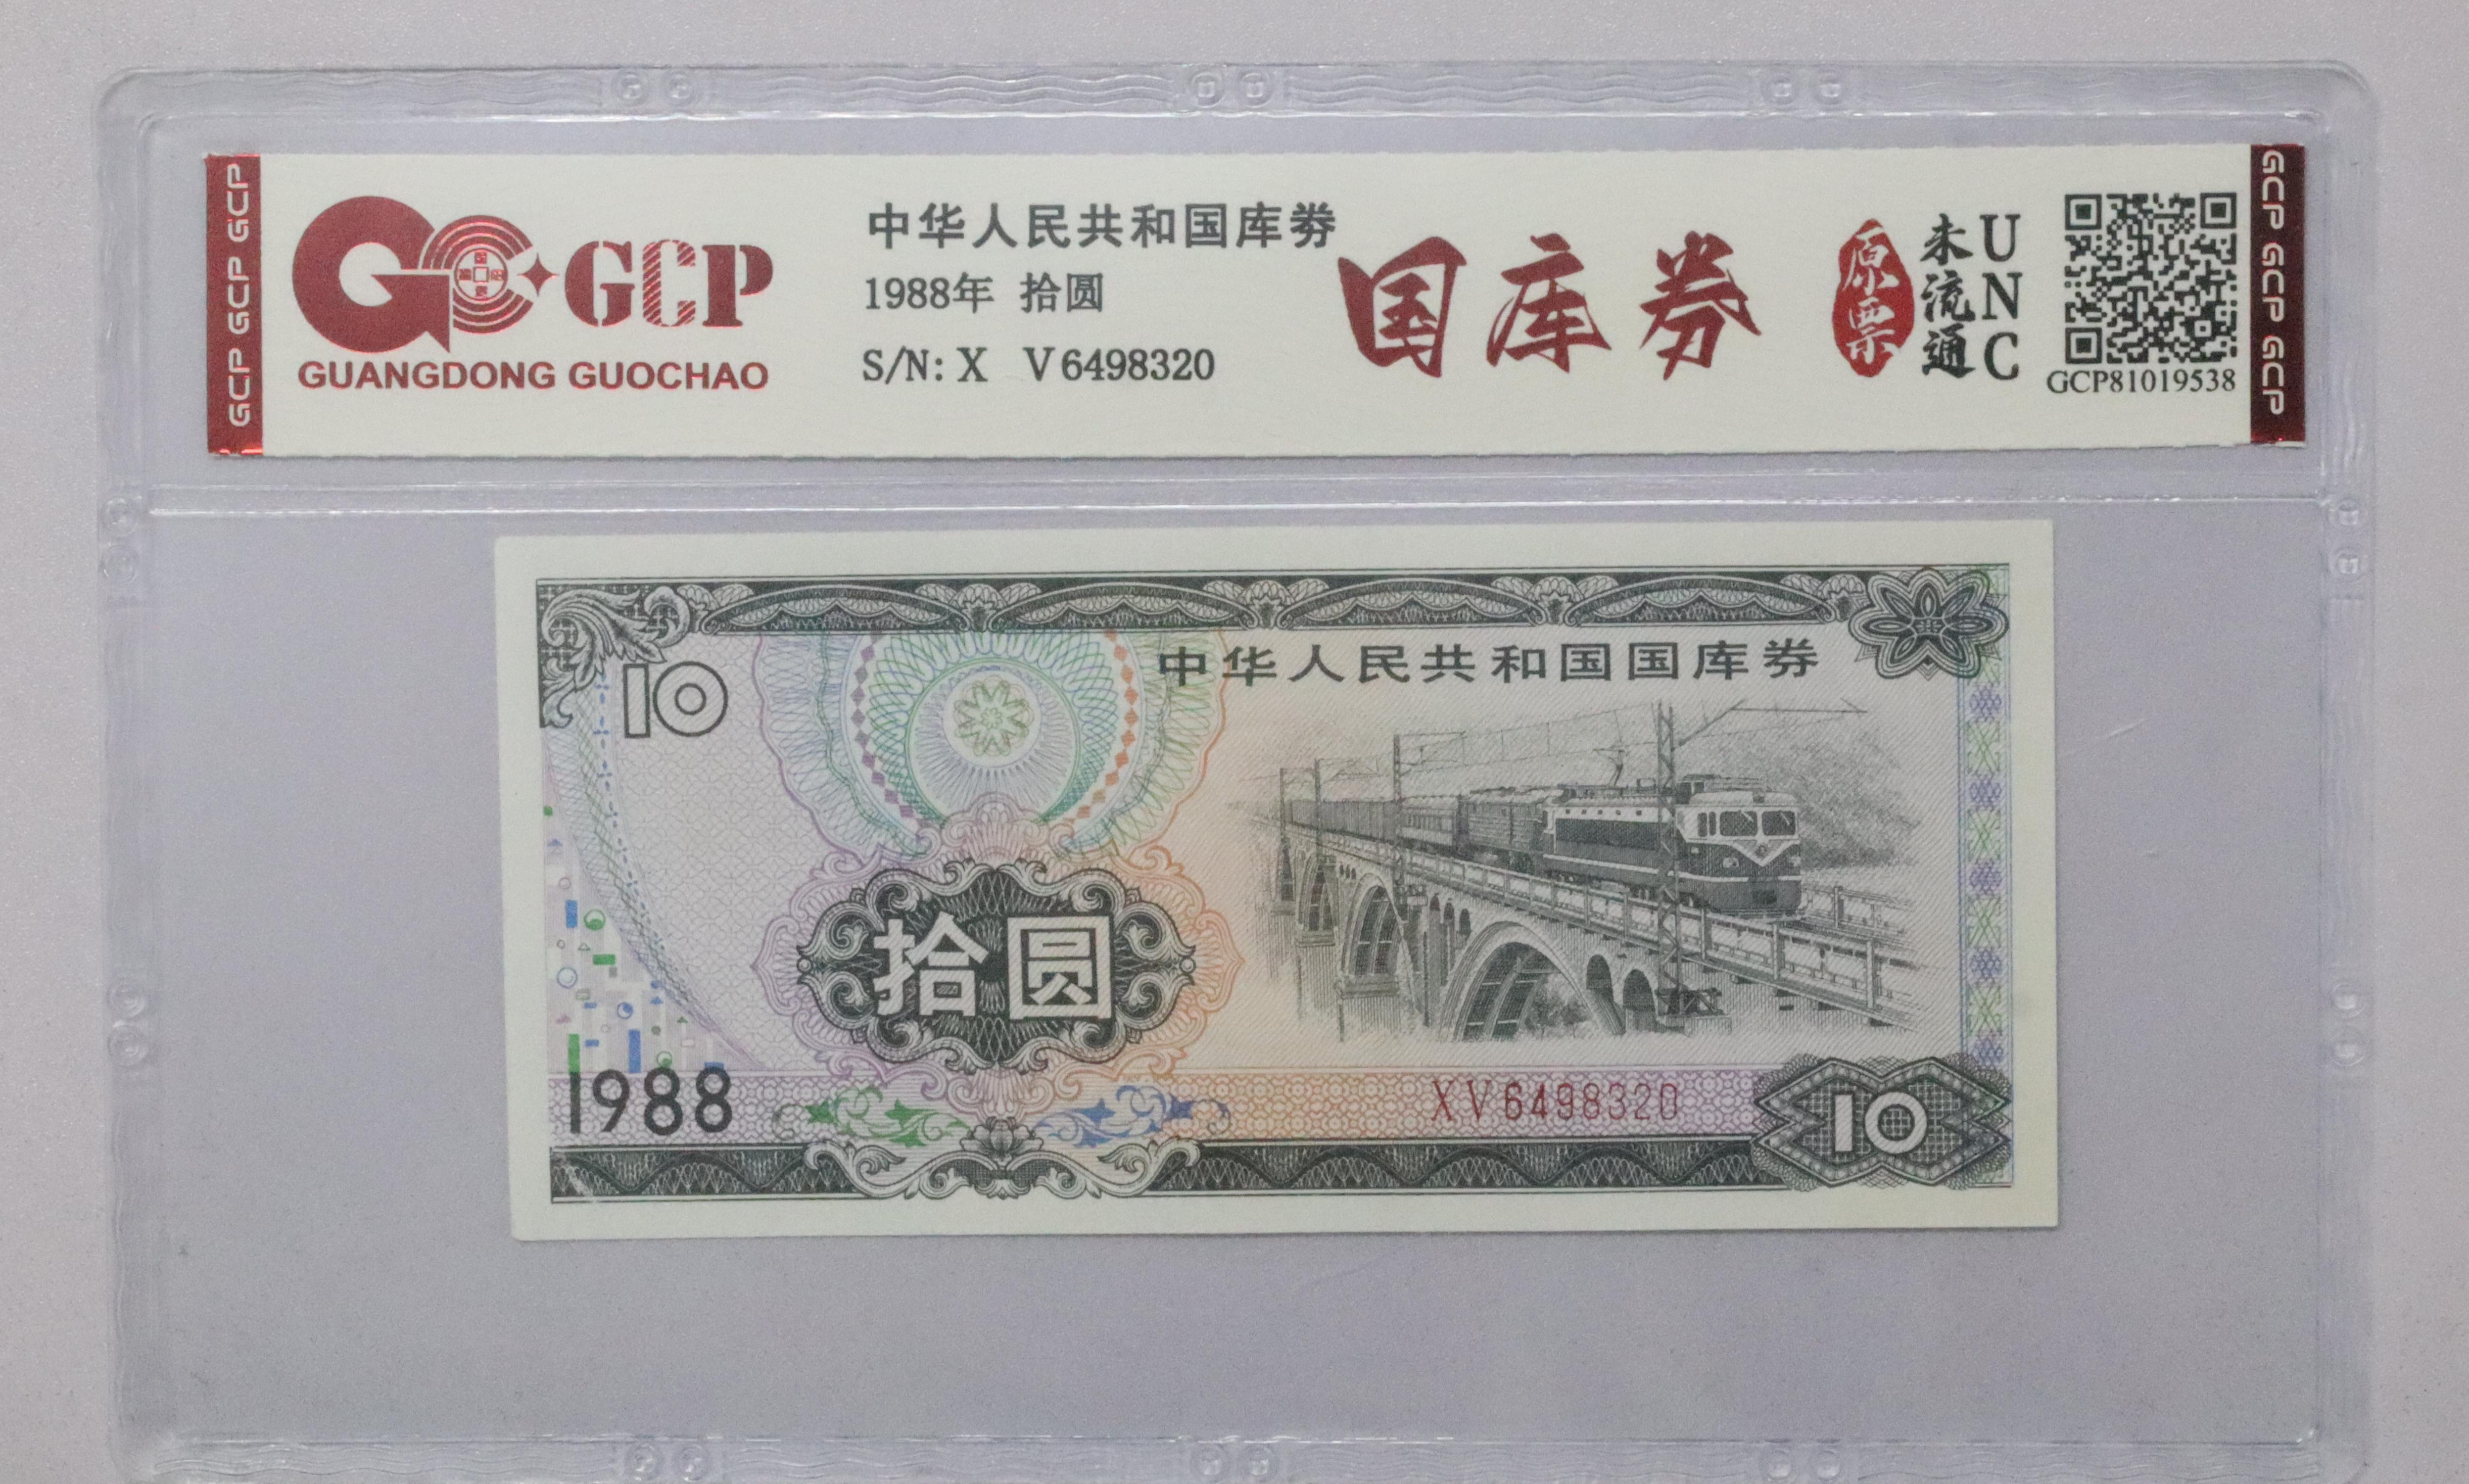 GCP GCP GCP
GCP
GUANGDONG GUOCHAO
中华人民共和国库券
1988年 拾圆
S/N: X V 6498320
国库券
原票
未流通
UNC
GCP81019538
GCP GCP GCP
10
中华人民共和国国库券
拾圆
1988
XV6498320
10